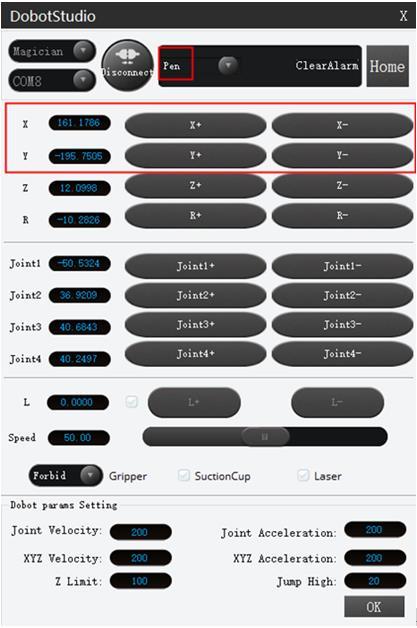 DobotStudio X
Magician
COM8
Disconnect
Pen ClearAlarm Home
X 161.1786 X+ X-
Y -195.7505 Y+ Y-
Z 12.0998 Z+ Z-
R -10.2826 R+ R-
Joint1 -50.5324 Joint1+ Joint1-
Joint2 36.9209 Joint2+ Joint2-
Joint3 40.6843 Joint3+ Joint3-
Joint4 40.2497 Joint4+ Joint4-
L 0.0000 L+ L-
Speed 50.00
Forbid Gripper SuctionCup Laser
Dobot params Setting
Joint Velocity: 200 Joint Acceleration: 200
XYZ Velocity: 200 XYZ Acceleration: 200
Z Limit: 100 Jump High: 20
OK